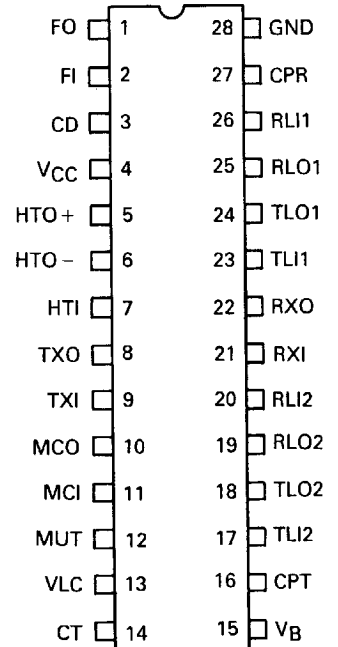 FO 1 28 GND
FI 2 27 CPR
CD 3 26 RLI1
VCC 4 25 RLO1
HTO+ 5 24 TLO1
HTO- 6 23 TLI1
HTI 7 22 RXO
TXO 8 21 RXI
TXI 9 20 RLI2
MCO 10 19 RLO2
MCI 11 18 TLO2
MUT 12 17 TLI2
VLC 13 16 CPT
CT 14 15 VB